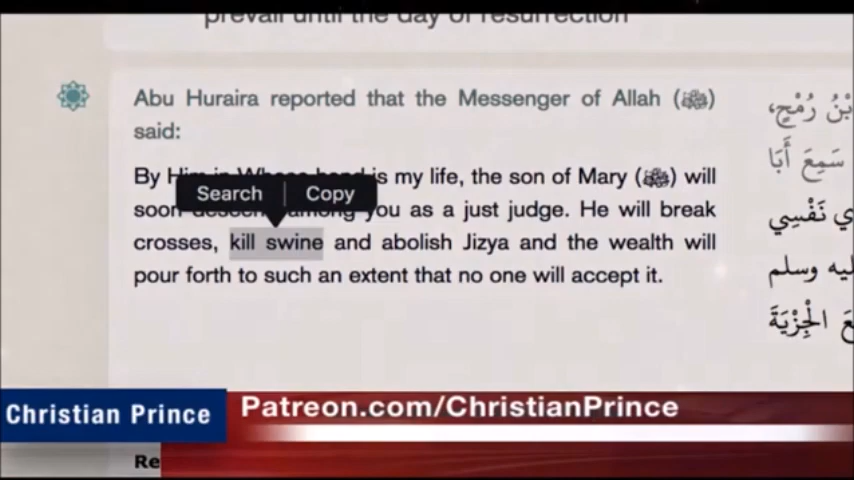 prevail until the day of resurrection
Abu Huraira reported that the Messenger of Allah (ﷺ)
said:
By Him in Whose hand is my life, the son of Mary (ﷺ) will
Search Copy
soon descend among you as a just judge. He will break
crosses, kill swine and abolish Jizya and the wealth will
pour forth to such an extent that no one will accept it.
بْنُ رُمْحٍ،
سَمِعَ أَبَا
ي نَفْسِي
ليه وسلم
عَ الْجِزْيَةَ
Christian Prince
Patreon.com/ChristianPrince
Re